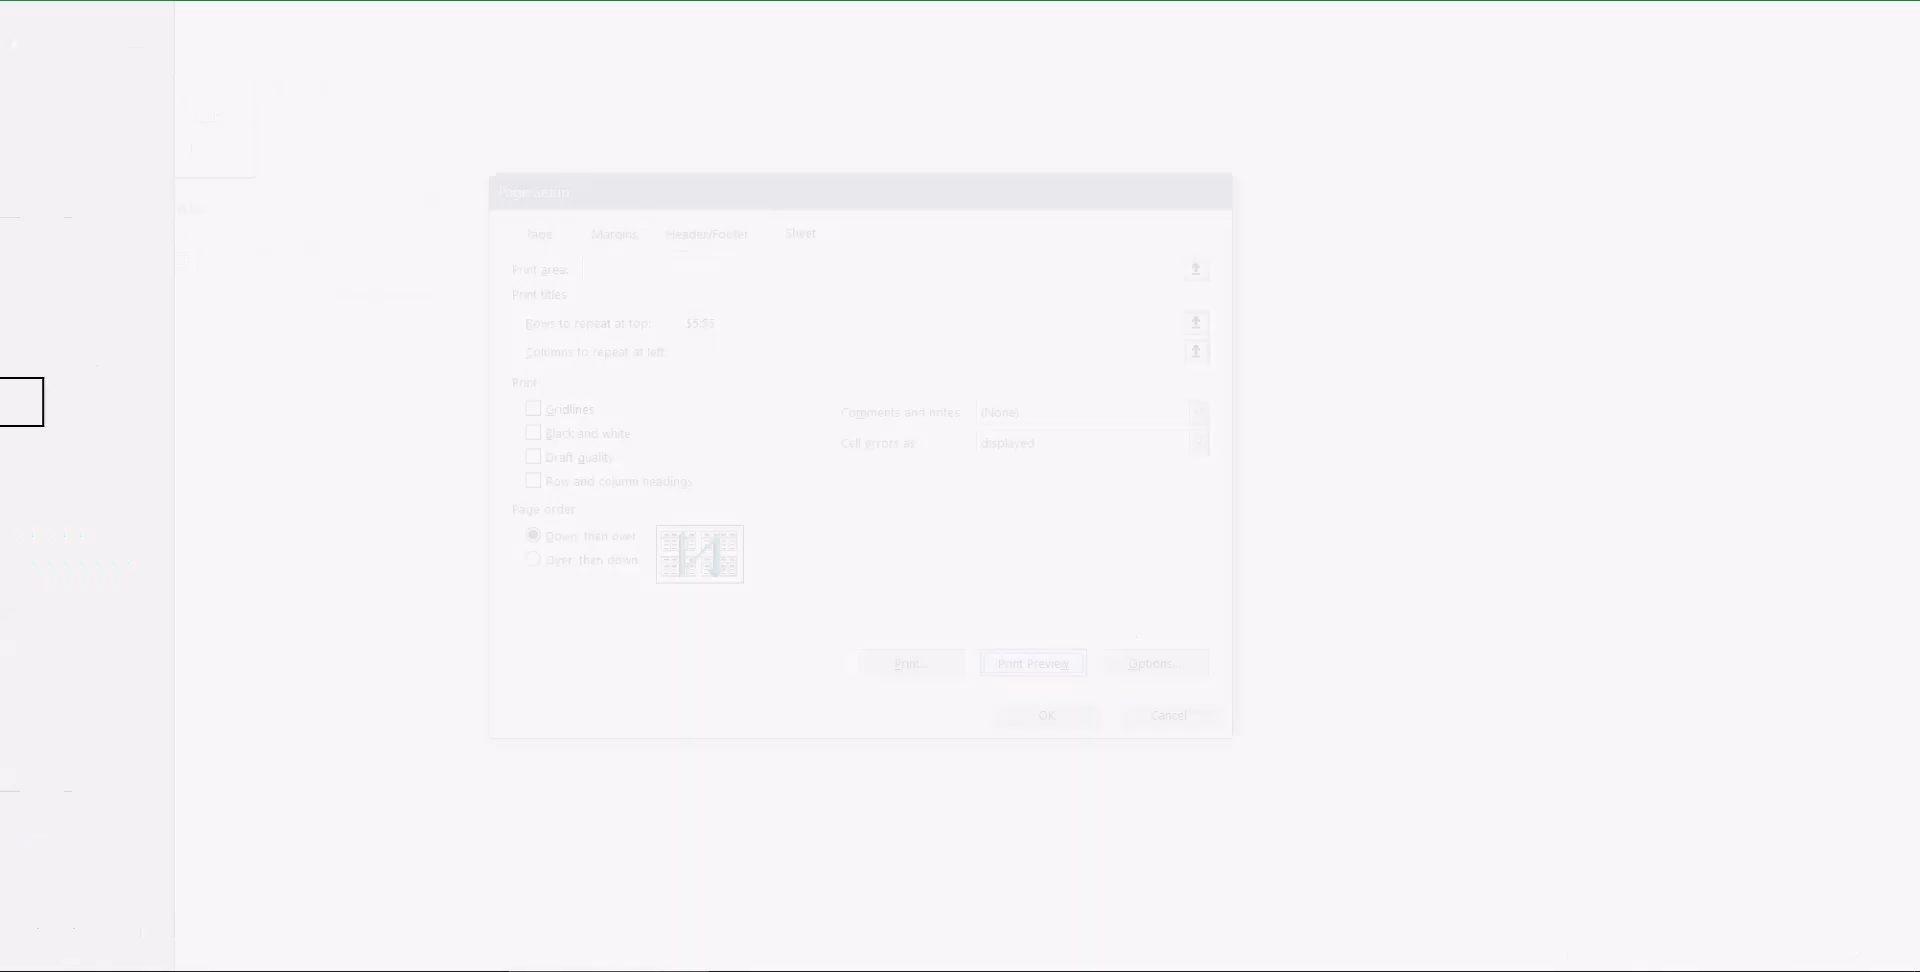 Page Setup
Page Margins Header/Footer Sheet
Print area:
Print titles
Rows to repeat at top: $5:$5
Columns to repeat at left:
Print
Gridlines
Comments and notes: (None)
Black and white
Cell errors as: displayed
Draft quality
Row and column headings
Page order
Down, then over
Over, then down
Print... Print Preview Options...
OK Cancel